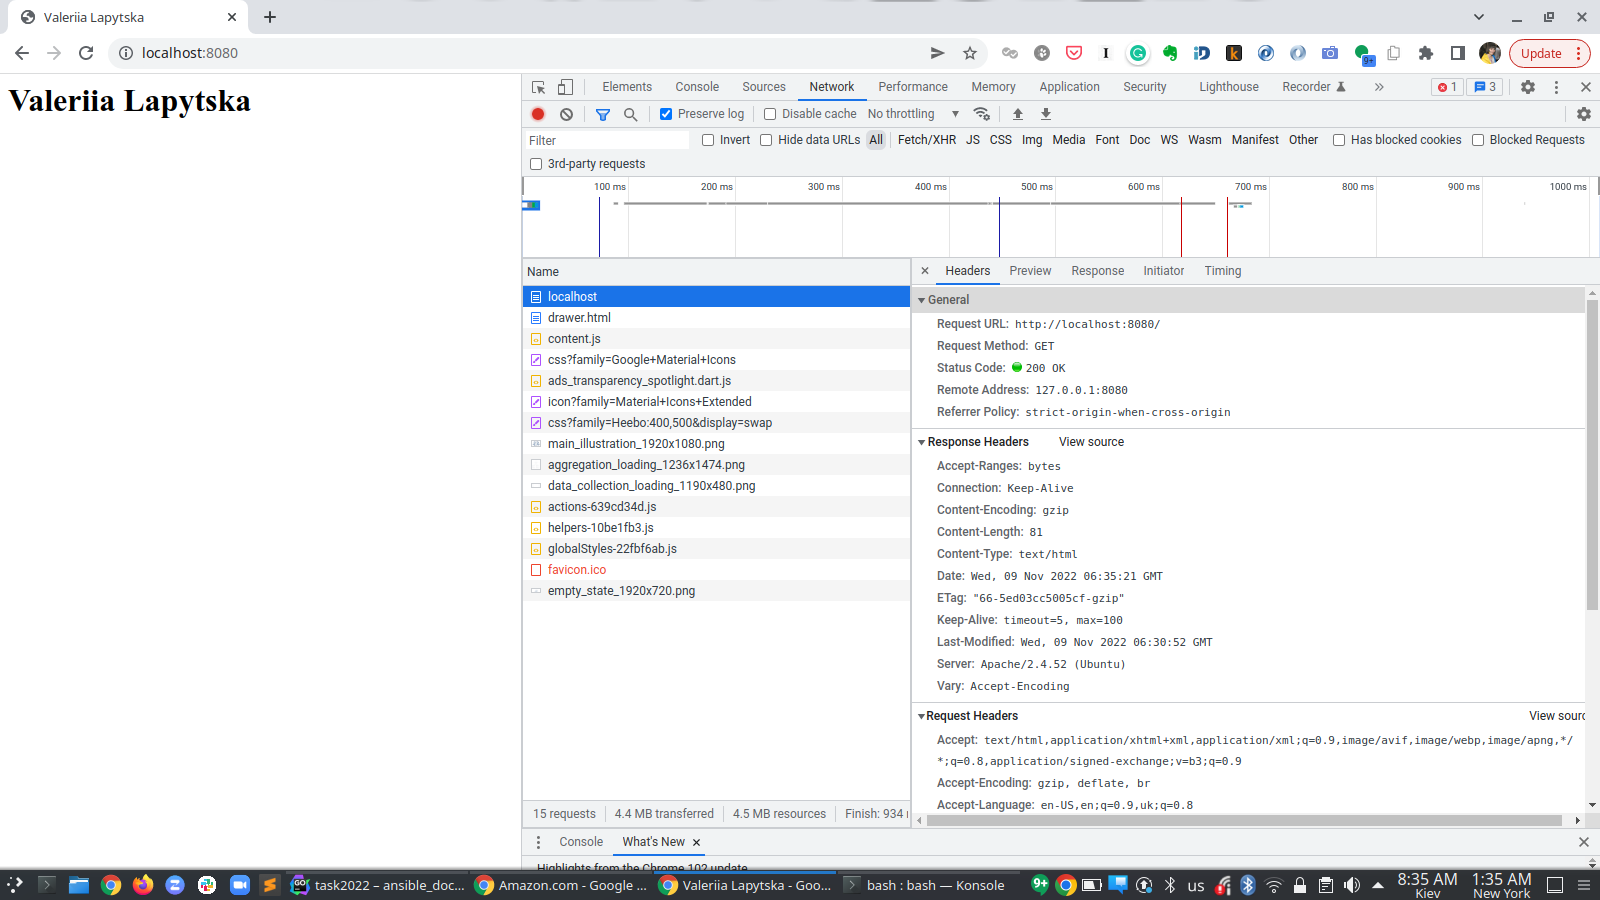 Valeriia Lapytska
localhost:8080
Update
9+
Valeriia Lapytska
Elements Console Sources Network Performance Memory Application Security Lighthouse Recorder 1 3
Preserve log Disable cache No throttling
Filter Invert Hide data URLs All Fetch/XHR JS CSS Img Media Font Doc WS Wasm Manifest Other Has blocked cookies Blocked Requests
3rd-party requests
100 ms 200 ms 300 ms 400 ms 500 ms 600 ms 700 ms 800 ms 900 ms 1000 ms
Name
localhost
drawer.html
content.js
css?family=Google+Material+Icons
ads_transparency_spotlight.dart.js
icon?family=Material+Icons+Extended
css?family=Heebo:400,500&display=swap
main_illustration_1920x1080.png
aggregation_loading_1236x1474.png
data_collection_loading_1190x480.png
actions-639cd34d.js
helpers-10be1fb3.js
globalStyles-22fbf6ab.js
favicon.ico
empty_state_1920x720.png
15 requests 4.4 MB transferred 4.5 MB resources Finish: 934
Headers Preview Response Initiator Timing
General
Request URL: http://localhost:8080/
Request Method: GET
Status Code: 200 OK
Remote Address: 127.0.0.1:8080
Referrer Policy: strict-origin-when-cross-origin
Response Headers View source
Accept-Ranges: bytes
Connection: Keep-Alive
Content-Encoding: gzip
Content-Length: 81
Content-Type: text/html
Date: Wed, 09 Nov 2022 06:35:21 GMT
ETag: "66-5ed03cc5005cf-gzip"
Keep-Alive: timeout=5, max=100
Last-Modified: Wed, 09 Nov 2022 06:30:52 GMT
Server: Apache/2.4.52 (Ubuntu)
Vary: Accept-Encoding
Request Headers View sourc
Accept: text/html,application/xhtml+xml,application/xml;q=0.9,image/avif,image/webp,image/apng,*/
*;q=0.8,application/signed-exchange;v=b3;q=0.9
Accept-Encoding: gzip, deflate, br
Accept-Language: en-US,en;q=0.9,uk;q=0.8
Console What's New
Highlights from the Chrome 102 update
task2022 – ansible_doc... Amazon.com - Google ... Valeriia Lapytska - Goo... bash : bash — Konsole 9+ us 8:35 AM 1:35 AM
Kiev New York